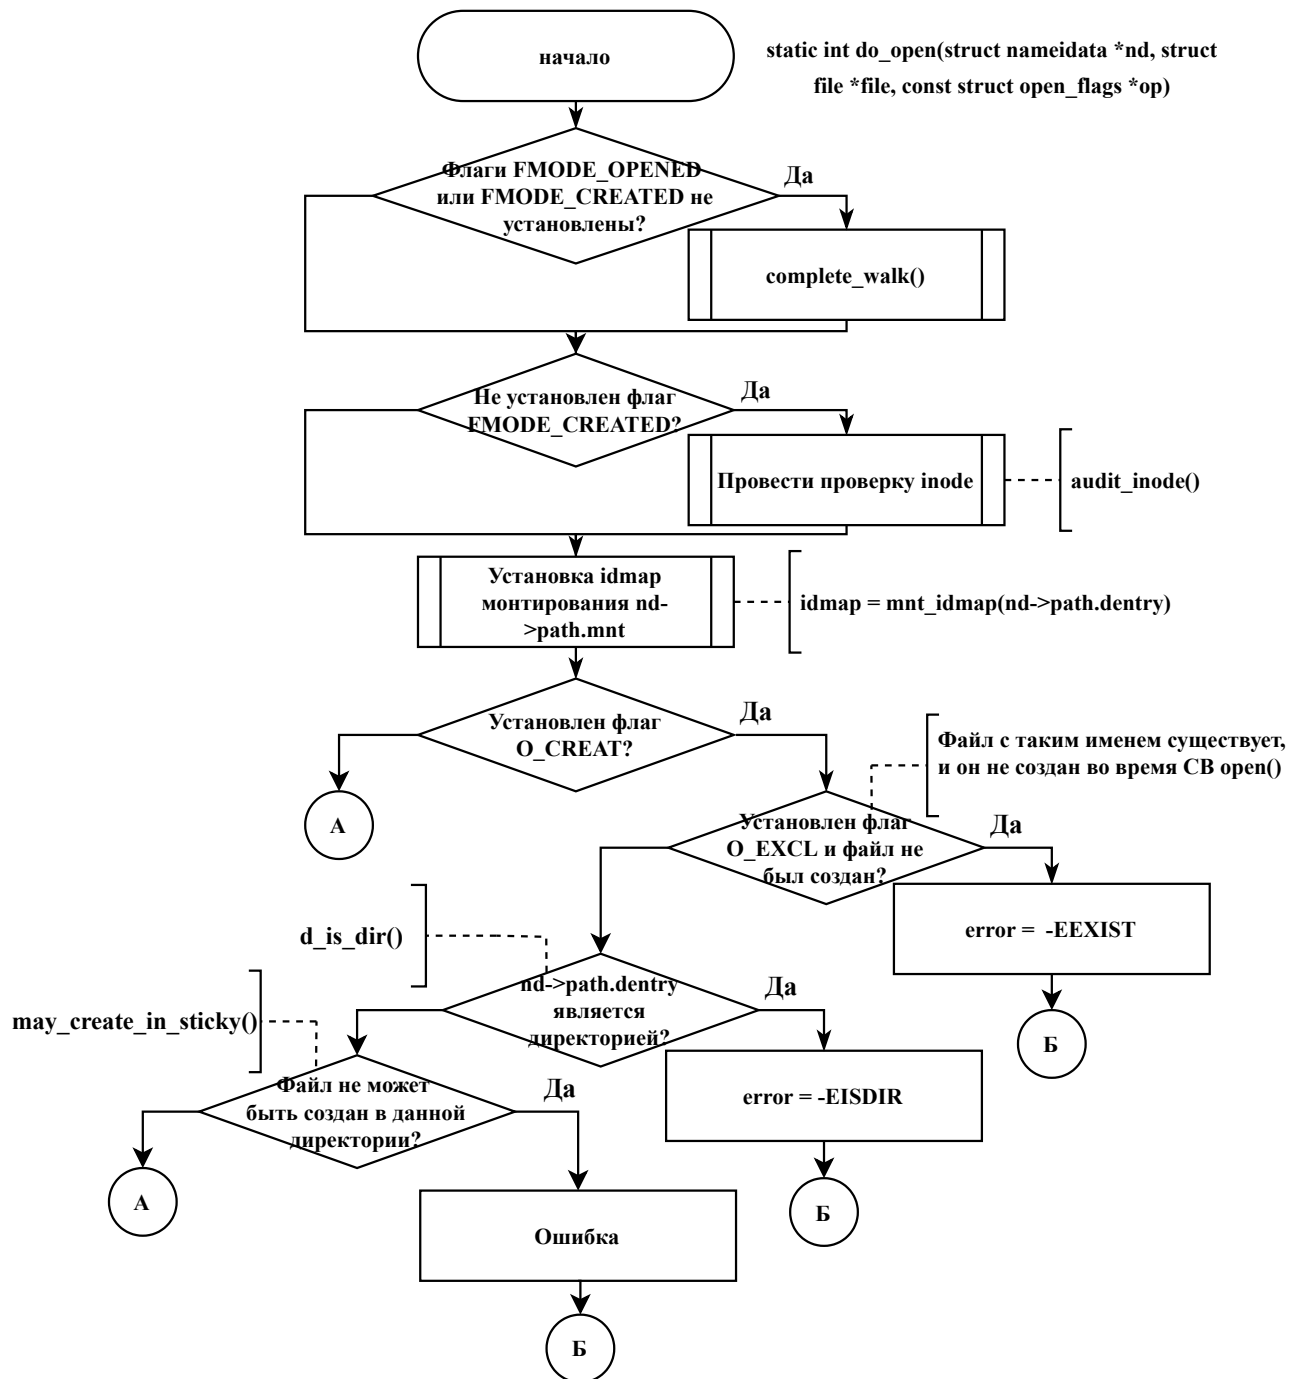 начало
static int do_open(struct nameidata *nd, struct
file *file, const struct open_flags *op)
Флаги FMODE_OPENED
или FMODE_CREATED не
установлены?
Да
complete_walk()
Не установлен флаг
FMODE_CREATED?
Да
Провести проверку inode
audit_inode()
Установка idmap
монтирования nd-
>path.mnt
idmap = mnt_idmap(nd->path.dentry)
Установлен флаг
O_CREAT?
Да
А
Файл с таким именем существует,
и он не создан во время СВ open()
Установлен флаг
O_EXCL и файл не
был создан?
Да
error =  -EEXIST
Б
d_is_dir()
nd->path.dentry
является
директорией?
Да
error = -EISDIR
Б
may_create_in_sticky()
Файл не может
быть создан в данной
директории?
Да
А
Ошибка
Б